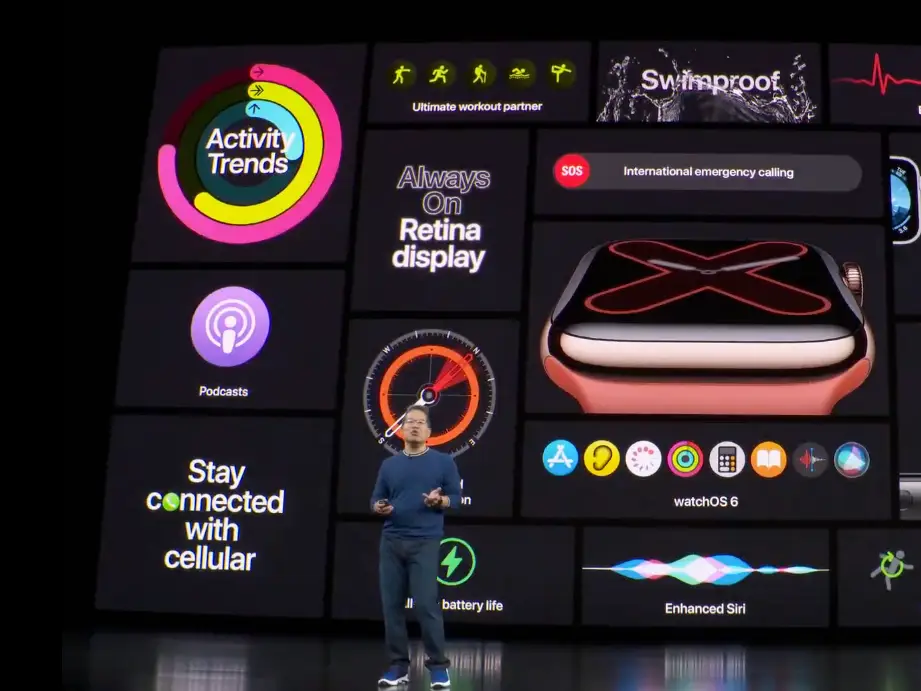 Activity
Trends
Ultimate workout partner
Swimproof
Always
On
Retina
display
SOS
International emergency calling
Podcasts
W
N
S
E
Stay
connected
with
cellular
watchOS 6
battery life
Enhanced Siri